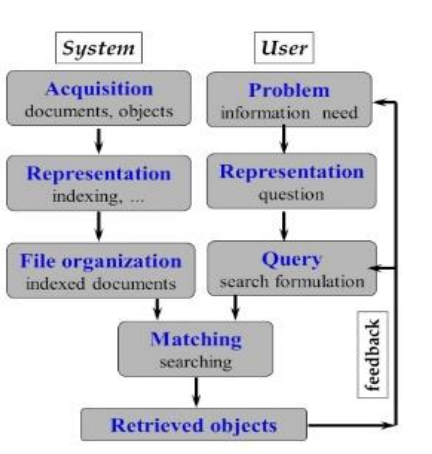 System
User
Acquisition
documents, objects
Problem
information need
Representation
indexing, ...
Representation
question
File organization
indexed documents
Query
search formulation
Matching
searching
feedback
Retrieved objects